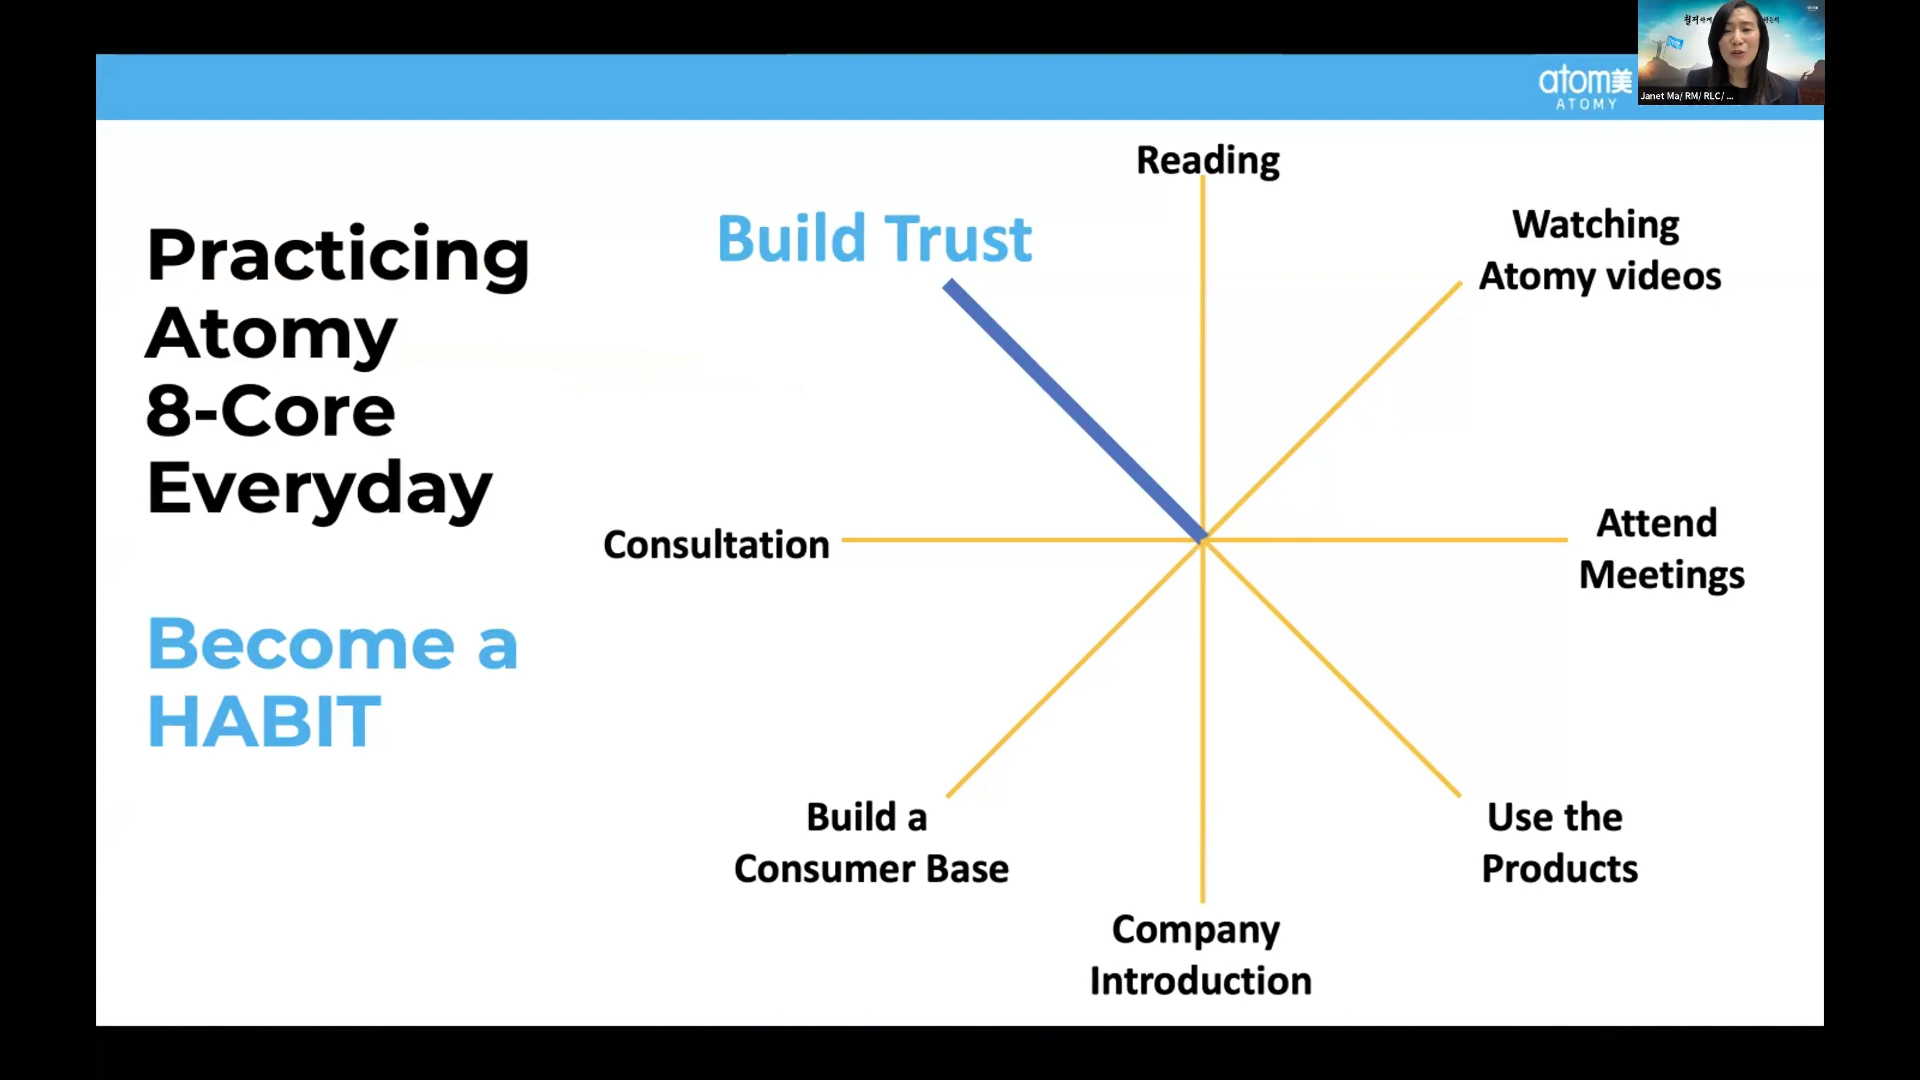 atom美
ATOMY
Janet Ma/ RM/ RLC/ ...
Practicing
Atomy
8-Core
Everyday
Become a
HABIT
Reading
Build Trust
Watching
Atomy videos
Consultation
Attend
Meetings
Build a
Consumer Base
Use the
Products
Company
Introduction